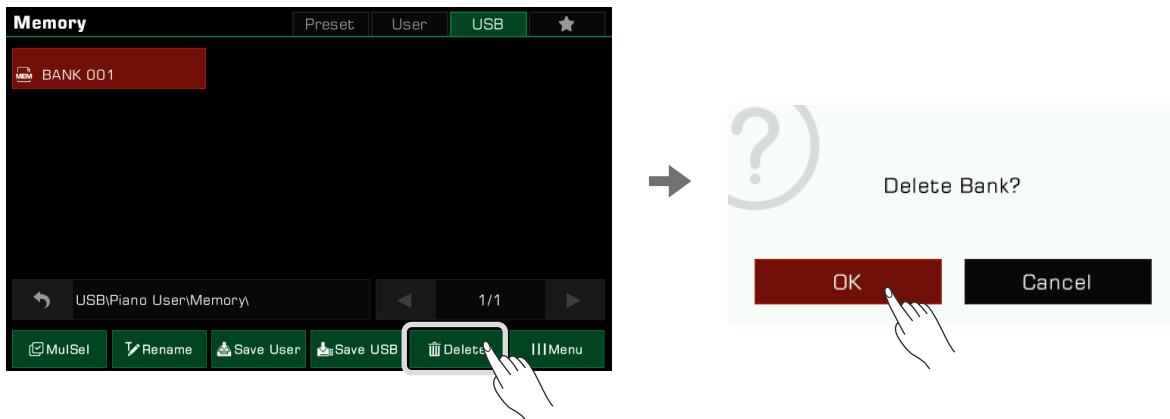 Memory Preset User USB
MEM BANK 001
USB\Piano User\Memory\ 1/1
MulSel Rename Save User Save USB Delete Menu
Delete Bank?
OK Cancel